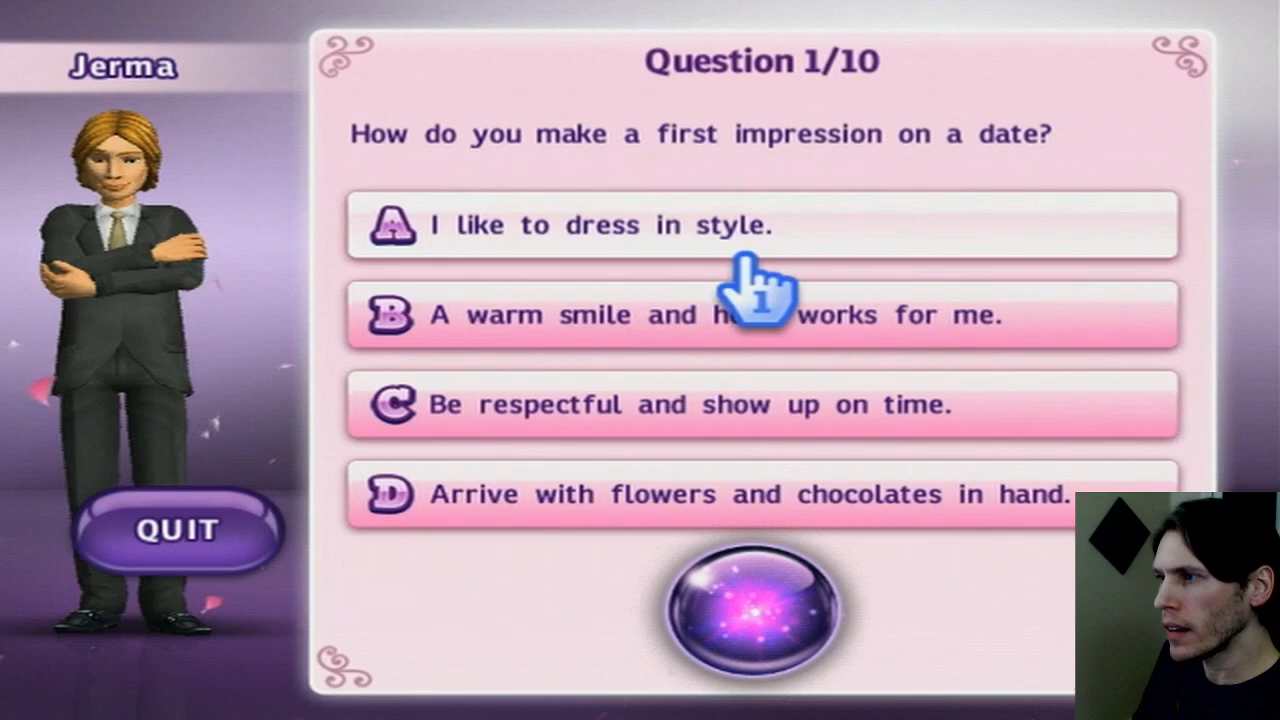 Jerma
Question 1/10
How do you make a first impression on a date?
A I like to dress in style.
B A warm smile and works for me.
C Be respectful and show up on time.
D Arrive with flowers and chocolates in hand.
1
QUIT